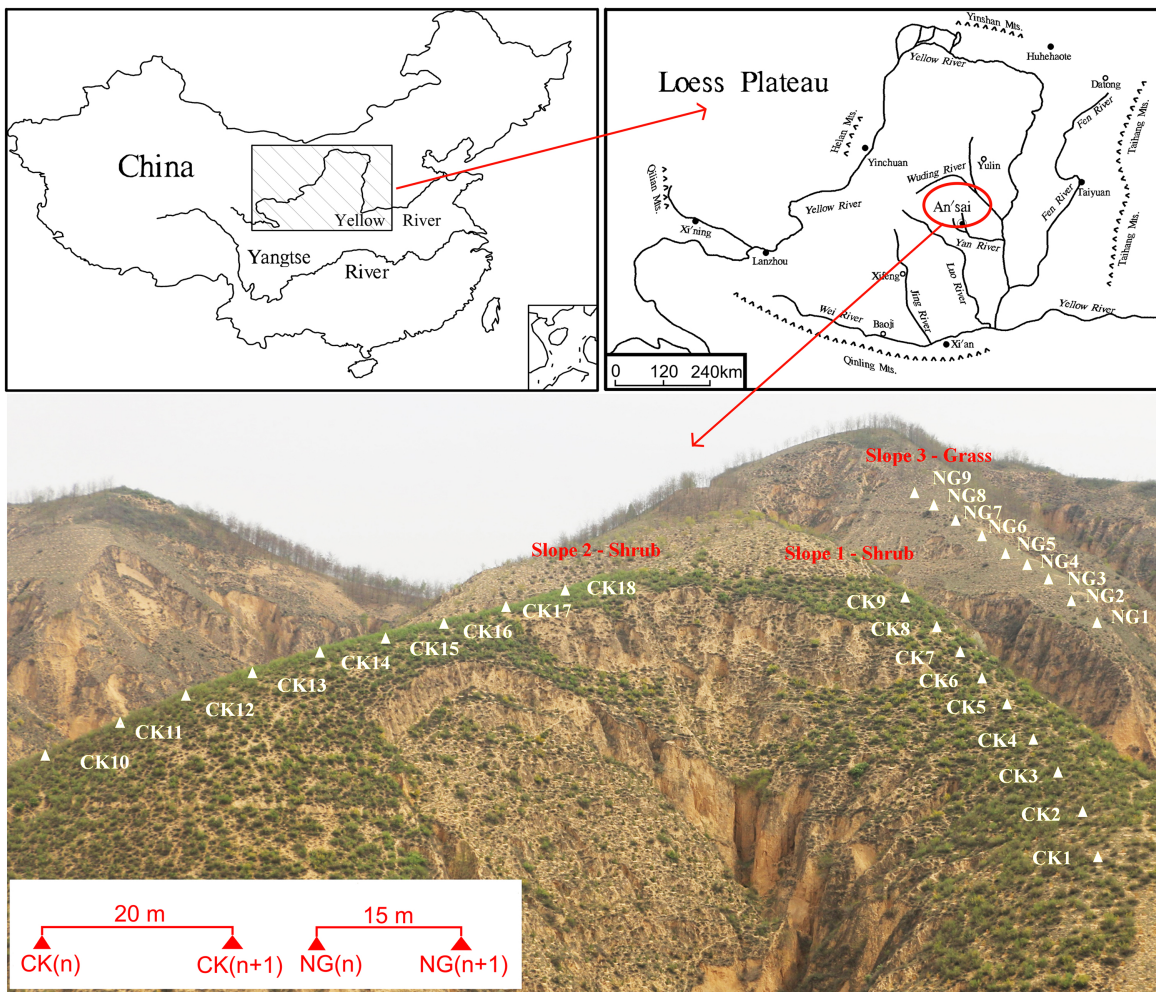 China
Yellow River
Yangtse
River
Loess Plateau
Yinshan Mts.
Huhehaote
Yellow River
Datong
Fen River
Taihang Mts.
Helan Mts.
Yinchuan
Yulin
Wuding River
Qilian Mts.
An'sai
Taiyuan
Yellow River
Fen River
Xi'ning
Yan River
Lanzhou
Xifeng
Luo River
Taihang Mts.
Jing River
Wei River
Baoji
Yellow River
Xi'an
Qinling Mts.
0 120 240km
Slope 3 - Grass
NG9
NG8
NG7
NG6
NG5
NG4
NG3
NG2
NG1
Slope 2 - Shrub
Slope 1 - Shrub
CK18
CK17
CK16
CK15
CK14
CK13
CK12
CK11
CK10
CK9
CK8
CK7
CK6
CK5
CK4
CK3
CK2
CK1
20 m
15 m
CK(n)
CK(n+1)
NG(n)
NG(n+1)